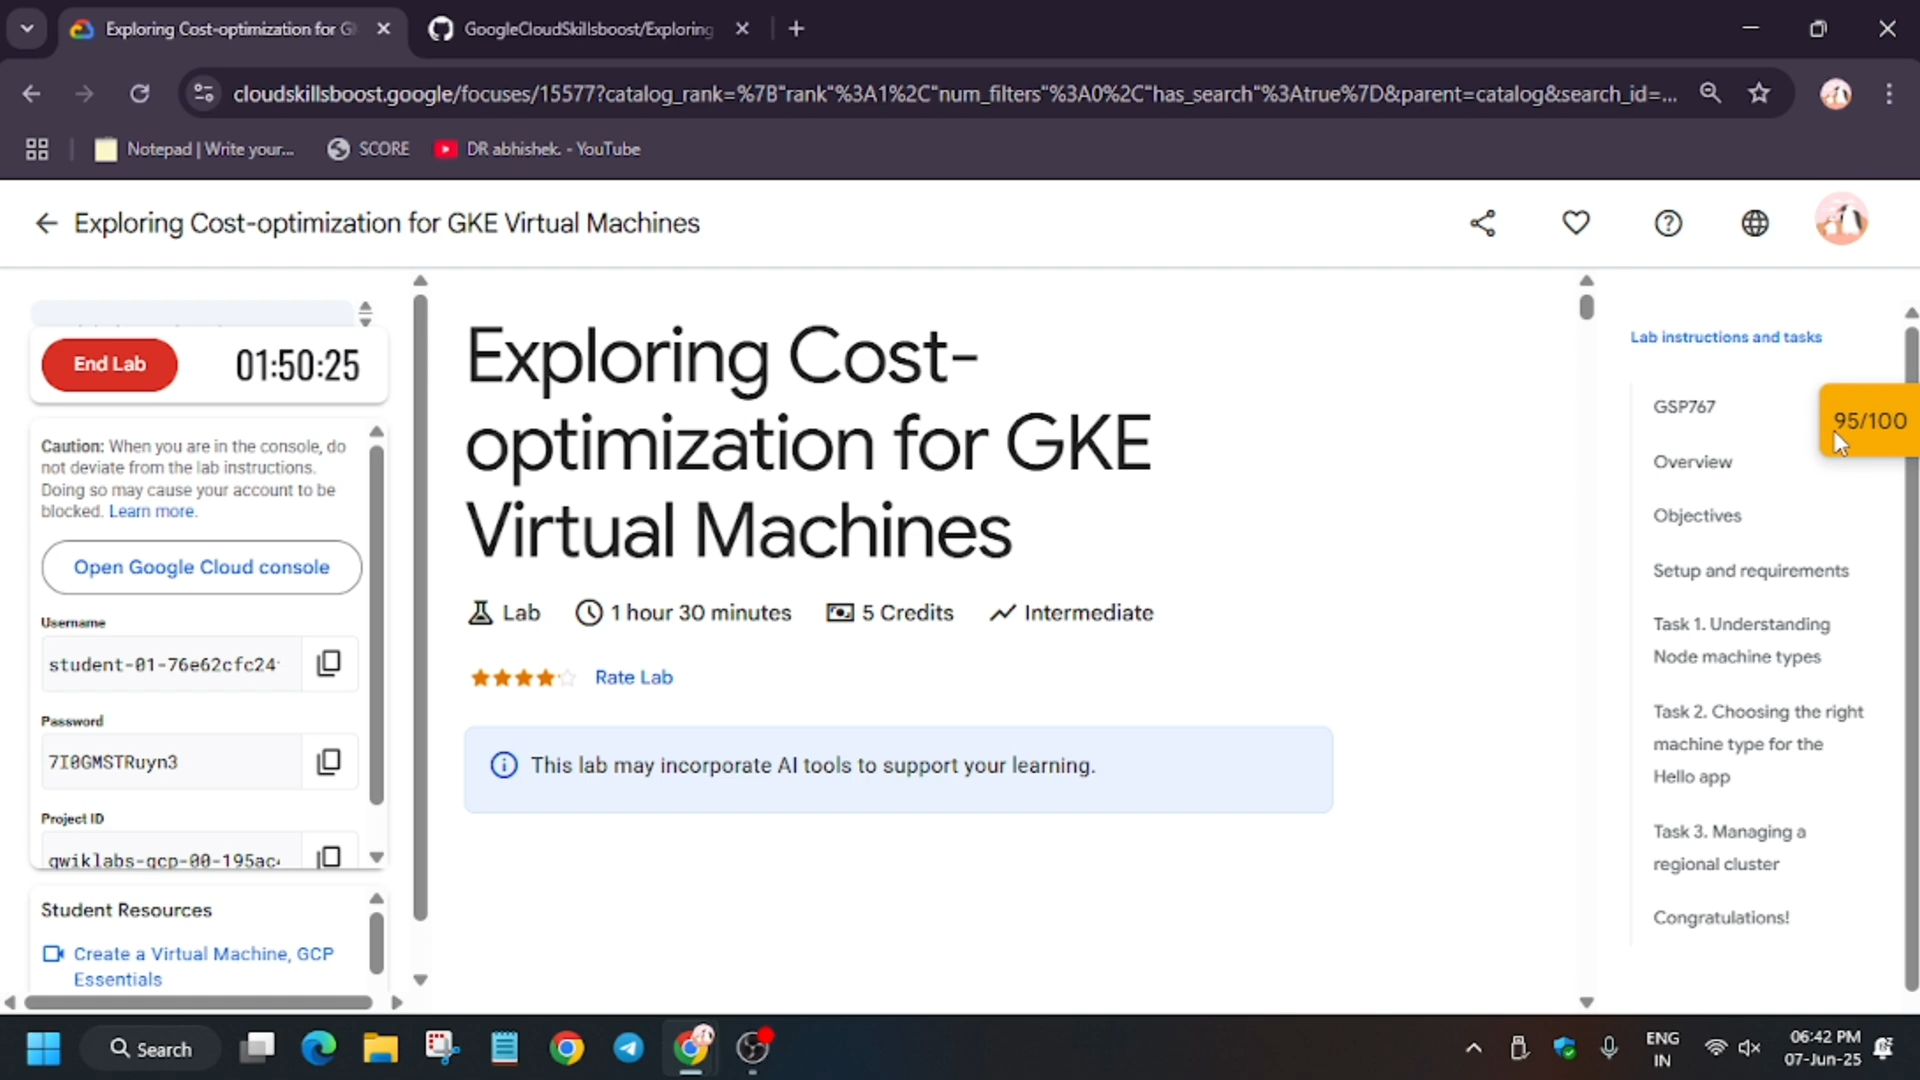 Exploring Cost-optimization for G
GoogleCloudSkillsboost/Exploring
cloudskillsboost.google/focuses/15577?catalog_rank=%7B"rank"%3A1%2C"num_filters"%3A0%2C"has_search"%3Atrue%7D&parent=catalog&search_id=...
Notepad | Write your...
SCORE
DR abhishek. - YouTube
Exploring Cost-optimization for GKE Virtual Machines
End Lab
01:50:25
Caution: When you are in the console, do
not deviate from the lab instructions.
Doing so may cause your account to be
blocked. Learn more.
Open Google Cloud console
Username
student-01-76e62cfc24
Password
7I0GMSTRuyn3
Project ID
qwiklabs-gcp-00-195ac
Student Resources
Create a Virtual Machine, GCP
Essentials
Exploring Cost-
optimization for GKE
Virtual Machines
Lab
1 hour 30 minutes
5 Credits
Intermediate
Rate Lab
This lab may incorporate AI tools to support your learning.
Lab instructions and tasks
GSP767
95/100
Overview
Objectives
Setup and requirements
Task 1. Understanding
Node machine types
Task 2. Choosing the right
machine type for the
Hello app
Task 3. Managing a
regional cluster
Congratulations!
Search
ENG
IN
06:42 PM
07-Jun-25